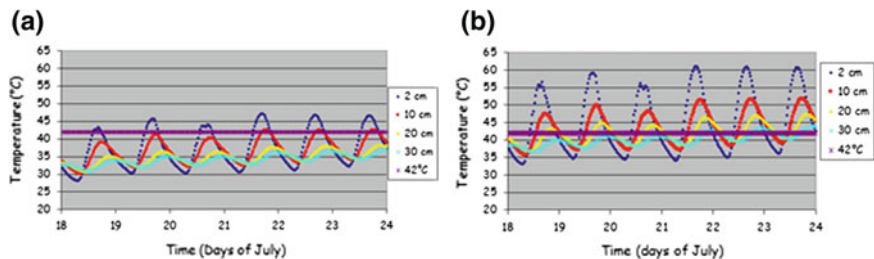 (a)
65
60
55
50
45
40
35
30
25
20
Temperature (°C)
18 19 20 21 22 23 24
Time (Days of July)
2 cm
10 cm
20 cm
30 cm
42°C
(b)
65
60
55
50
45
40
35
30
25
20
Temperature (°C)
18 19 20 21 22 23 24
Time (days of July)
2 cm
10 cm
20 cm
30 cm
42°C